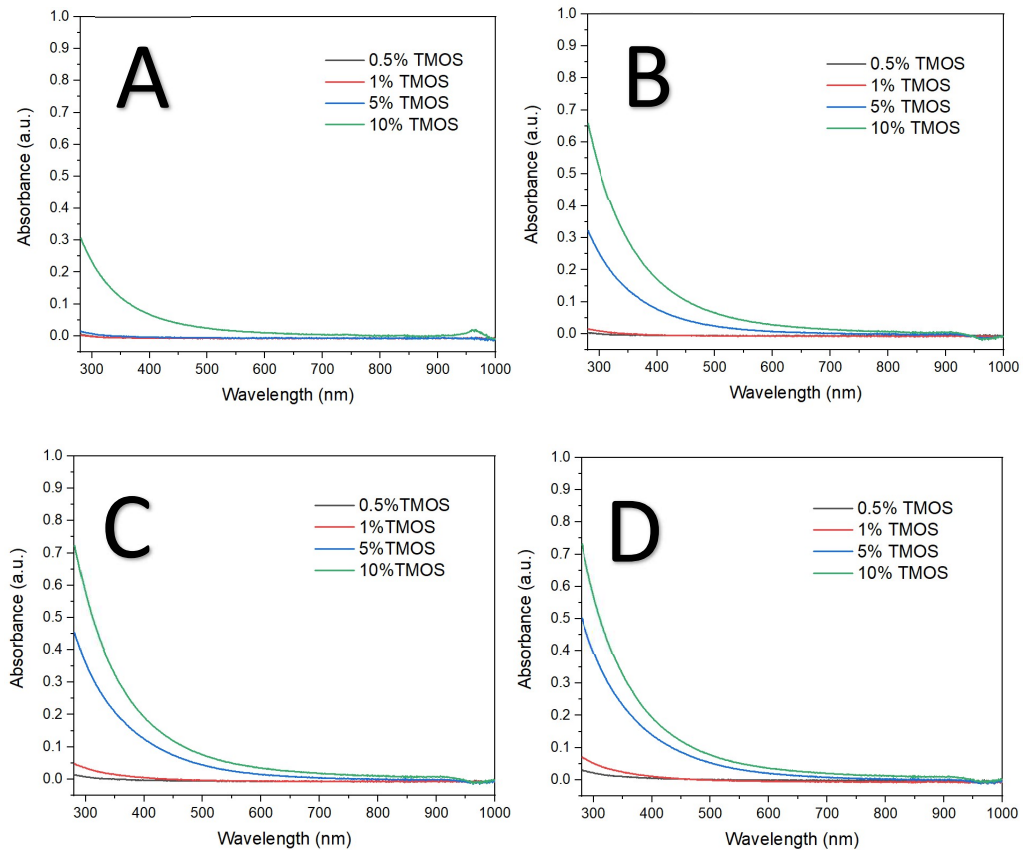 A
0.5% TMOS
1% TMOS
5% TMOS
10% TMOS
Absorbance (a.u.)
1.0
0.9
0.8
0.7
0.6
0.5
0.4
0.3
0.2
0.1
0.0
300 400 500 600 700 800 900 1000
Wavelength (nm)
B
0.5% TMOS
1% TMOS
5% TMOS
10% TMOS
Absorbance (a.u.)
1.0
0.9
0.8
0.7
0.6
0.5
0.4
0.3
0.2
0.1
0.0
300 400 500 600 700 800 900 1000
Wavelength (nm)
C
0.5%TMOS
1%TMOS
5%TMOS
10%TMOS
Absorbance (a.u.)
1.0
0.9
0.8
0.7
0.6
0.5
0.4
0.3
0.2
0.1
0.0
300 400 500 600 700 800 900 1000
Wavelength (nm)
D
0.5% TMOS
1% TMOS
5% TMOS
10% TMOS
Absorbance (a.u.)
1.0
0.9
0.8
0.7
0.6
0.5
0.4
0.3
0.2
0.1
0.0
300 400 500 600 700 800 900 1000
Wavelength (nm)